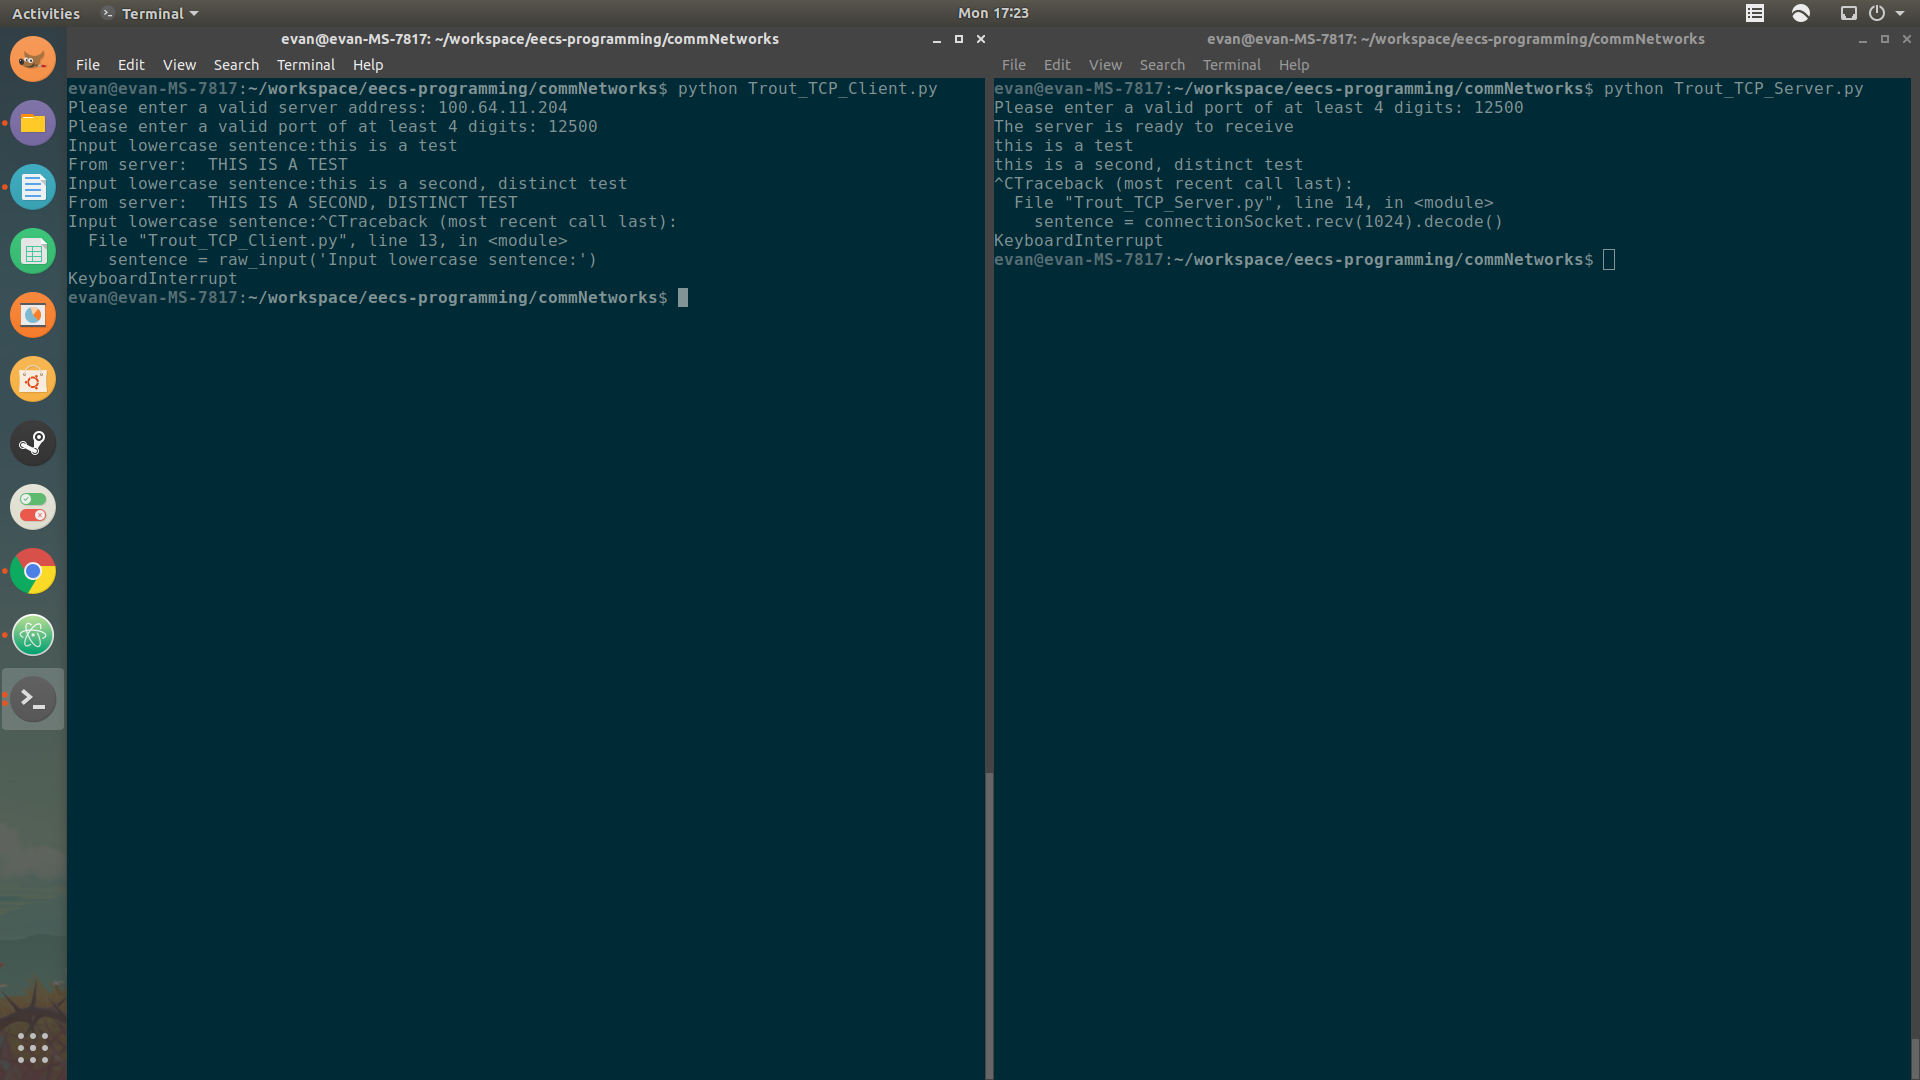 Activities
Terminal
Mon 17:23
evan@evan-MS-7817: ~/workspace/eecs-programming/commNetworks
File Edit View Search Terminal Help
evan@evan-MS-7817:~/workspace/eecs-programming/commNetworks$ python Trout_TCP_Client.py
Please enter a valid server address: 100.64.11.204
Please enter a valid port of at least 4 digits: 12500
Input lowercase sentence:this is a test
From server:  THIS IS A TEST
Input lowercase sentence:this is a second, distinct test
From server:  THIS IS A SECOND, DISTINCT TEST
Input lowercase sentence:^CTraceback (most recent call last):
  File "Trout_TCP_Client.py", line 13, in <module>
    sentence = raw_input('Input lowercase sentence:')
KeyboardInterrupt
evan@evan-MS-7817:~/workspace/eecs-programming/commNetworks$
evan@evan-MS-7817: ~/workspace/eecs-programming/commNetworks
File Edit View Search Terminal Help
evan@evan-MS-7817:~/workspace/eecs-programming/commNetworks$ python Trout_TCP_Server.py
Please enter a valid port of at least 4 digits: 12500
The server is ready to receive
this is a test
this is a second, distinct test
^CTraceback (most recent call last):
  File "Trout_TCP_Server.py", line 14, in <module>
    sentence = connectionSocket.recv(1024).decode()
KeyboardInterrupt
evan@evan-MS-7817:~/workspace/eecs-programming/commNetworks$